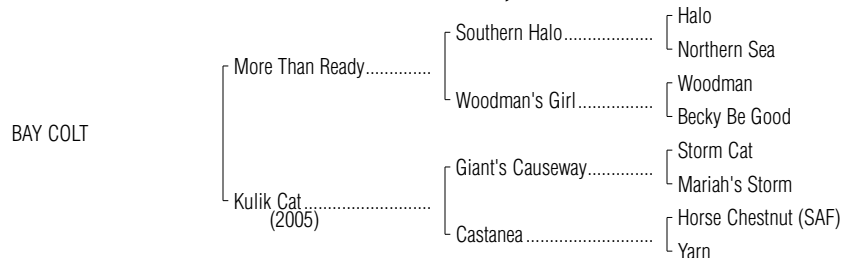 Halo
Southern Halo...................
Northern Sea
More Than Ready..............
Woodman
Woodman's Girl................
Becky Be Good
BAY COLT
Storm Cat
Giant's Causeway..............
Mariah's Storm
Kulik Cat...........................
(2005)
Horse Chestnut (SAF)
Castanea...........................
Yarn